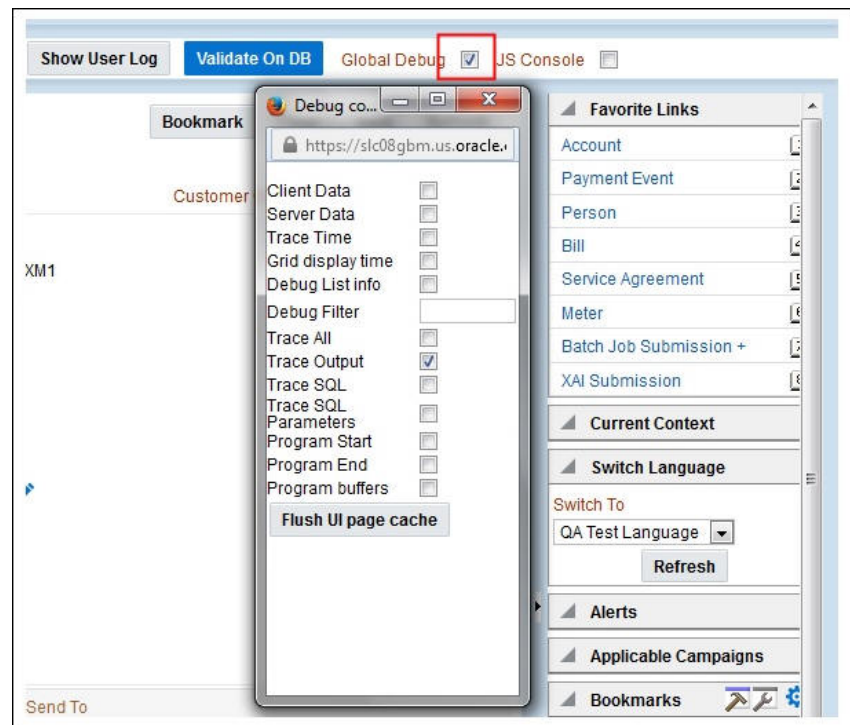 Show User Log Validate On DB Global Debug JS Console
Bookmark
Customer
XM1
Send To
Debug co...
https://slc08gbm.us.oracle.
Client Data
Server Data
Trace Time
Grid display time
Debug List info
Debug Filter
Trace All
Trace Output
Trace SQL
Trace SQL
Parameters
Program Start
Program End
Program buffers
Flush UI page cache
Favorite Links
Account
Payment Event
Person
Bill
Service Agreement
Meter
Batch Job Submission +
XAI Submission
Current Context
Switch Language
Switch To
QA Test Language
Refresh
Alerts
Applicable Campaigns
Bookmarks